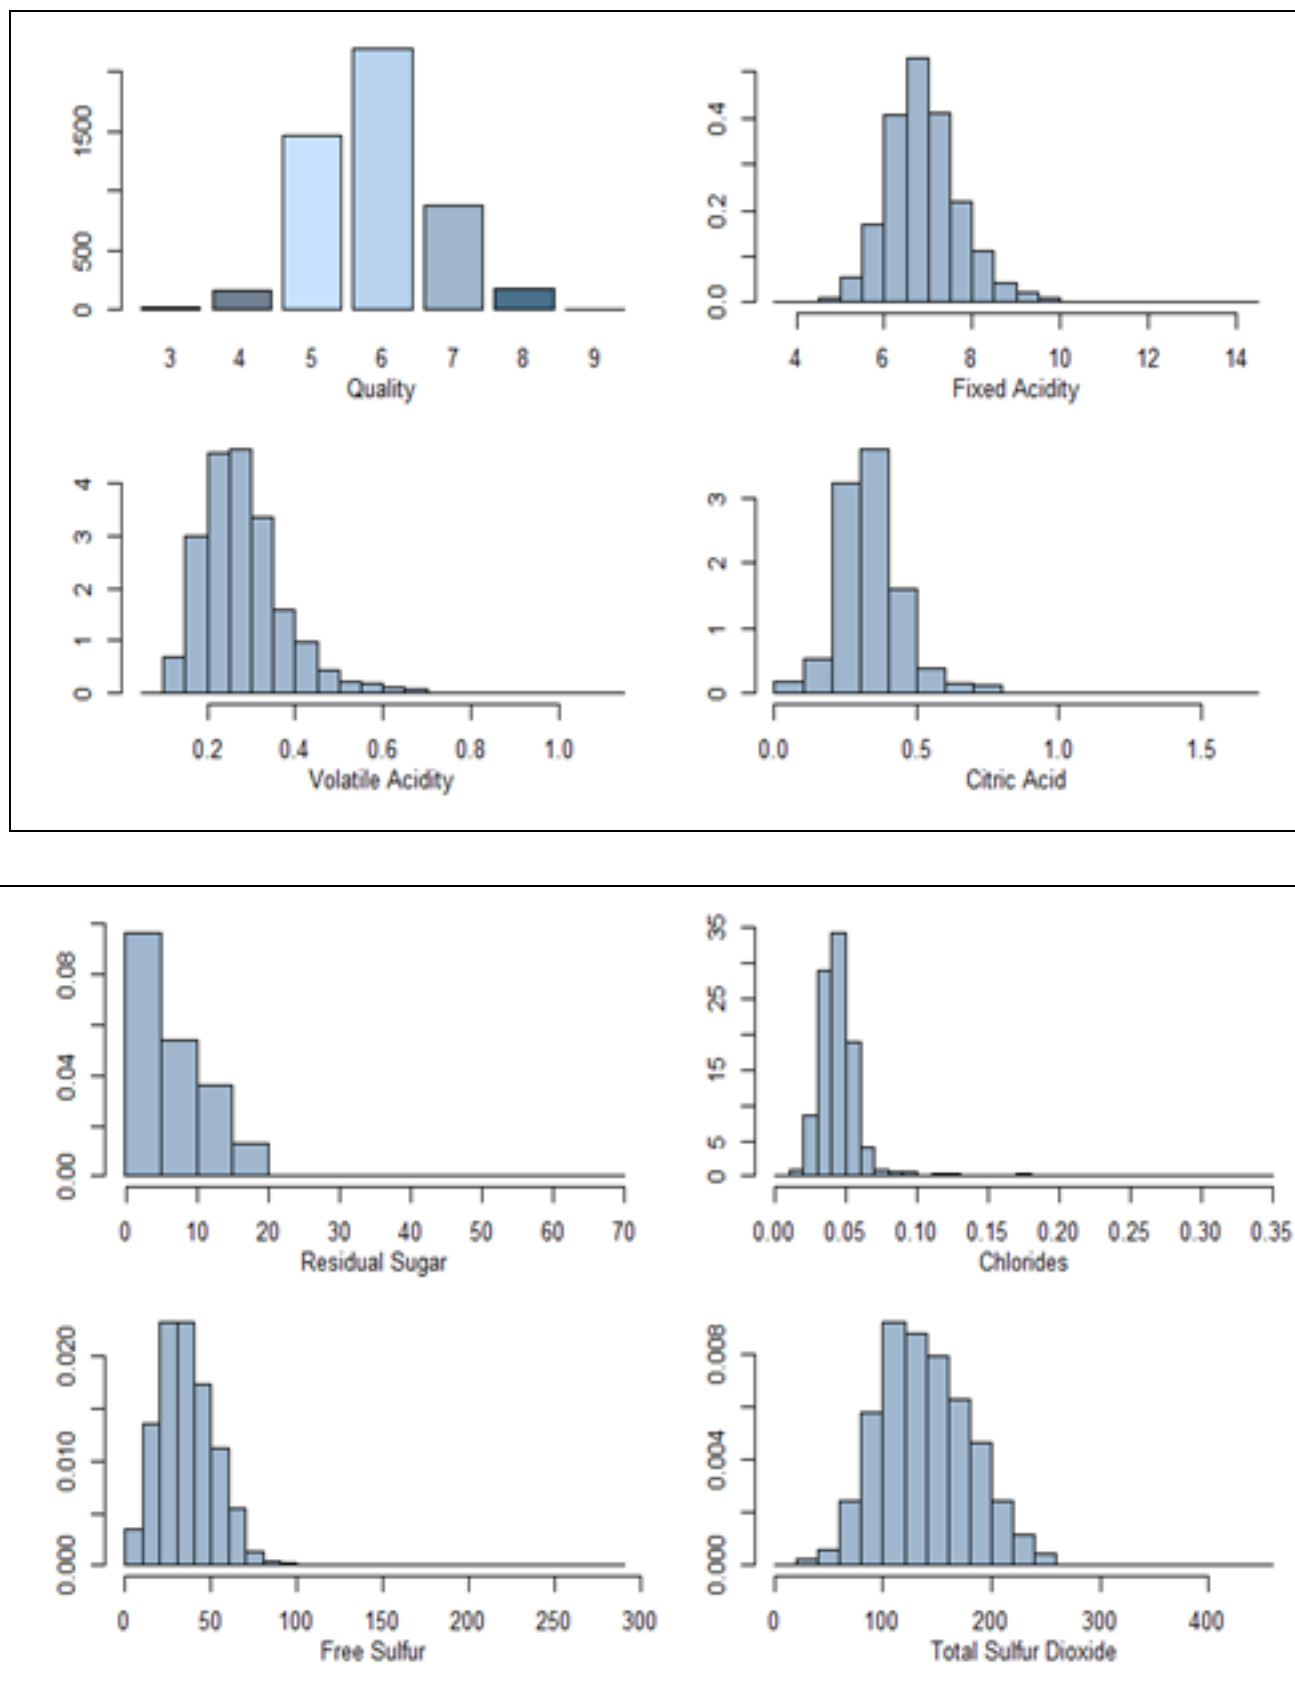 0 500 1500
3 4 5 6 7 8 9
Quality
0.0 0.2 0.4
4 6 8 10 12 14
Fixed Acidity
0 1 2 3 4
0.2 0.4 0.6 0.8 1.0
Volatile Acidity
0 1 2 3
0.0 0.5 1.0 1.5
Citric Acid
0.00 0.04 0.08
0 10 20 30 40 50 60 70
Residual Sugar
0 5 15 25 35
0.00 0.05 0.10 0.15 0.20 0.25 0.30 0.35
Chlorides
0.000 0.010 0.020
0 50 100 150 200 250 300
Free Sulfur
0.000 0.004 0.008
0 100 200 300 400
Total Sulfur Dioxide